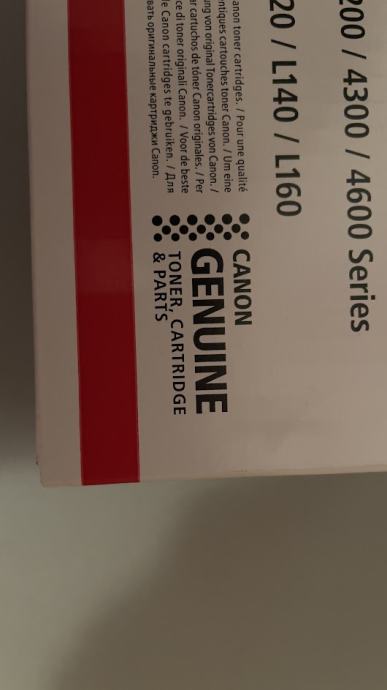 200 / 4300 / 4600 Series
20 / L140 / L160
anon toner cartridges. / Pour une qualité
entiques cartouches toner Canon. / Um eine
ung von original Tonercartridges von Canon. /
ar cartuchos de tóner Canon originales. / Per
ce di toner originali Canon. / Voor de beste
le Canon cartridges te gebruiken. / Для
вать оригинальные картриджи Canon.
CANON
GENUINE
TONER, CARTRIDGE
& PARTS